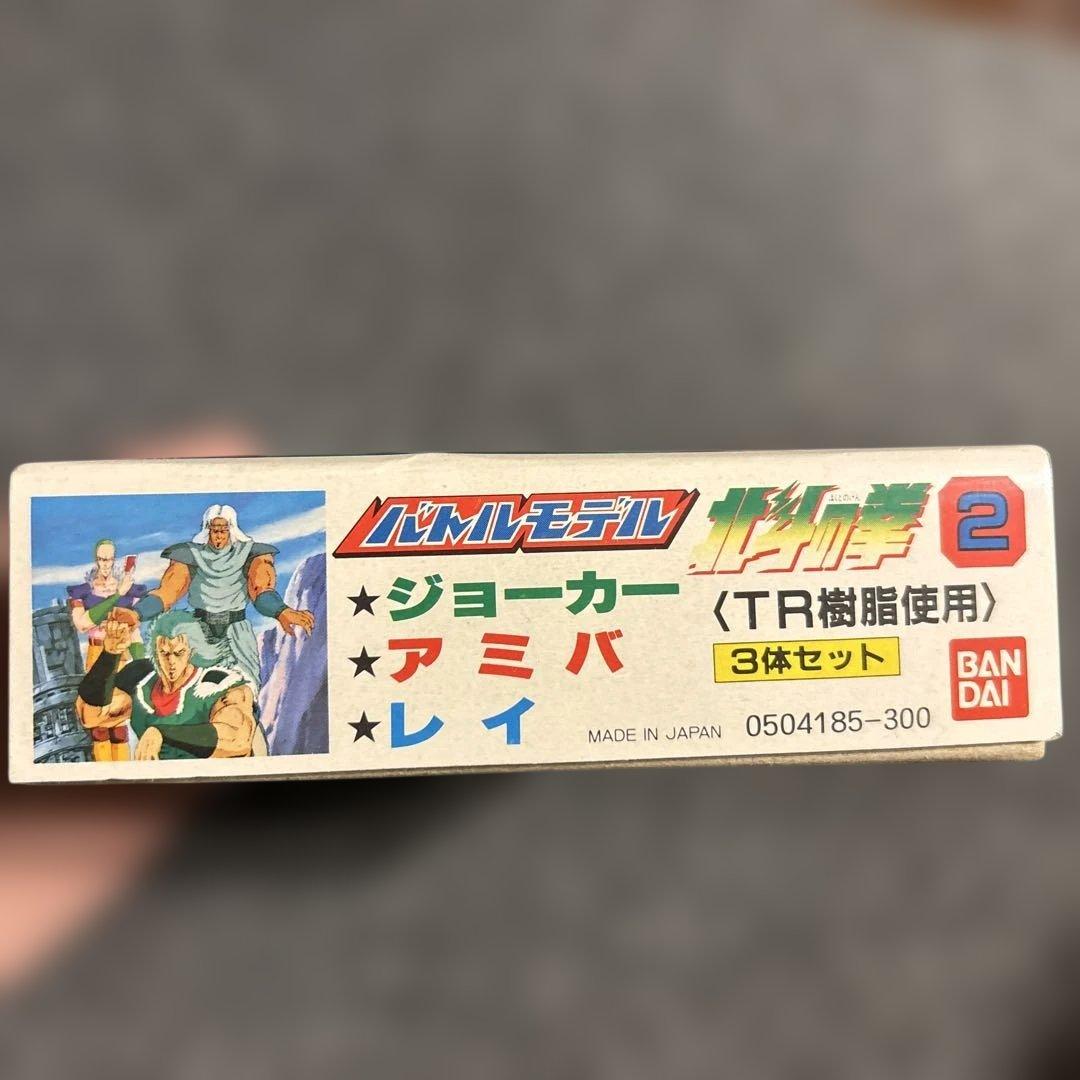 バトルモデル
ほくとのけん
北斗の拳
2
★ジョーカー
★アミバ
★レイ
〈TR樹脂使用〉
3体セット
MADE IN JAPAN 0504185-300
BAN
DAI